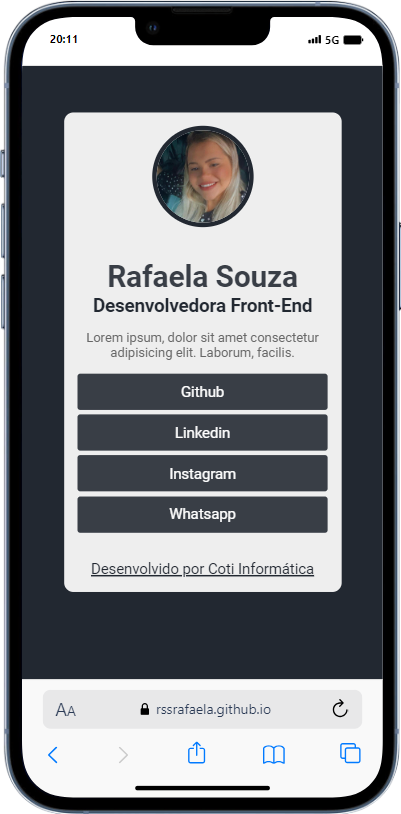 20:11
5G
Rafaela Souza
Desenvolvedora Front-End
Lorem ipsum, dolor sit amet consectetur
adipisicing elit. Laborum, facilis.
Github
Linkedin
Instagram
Whatsapp
Desenvolvido por Coti Informática
AA rssrafaela.github.io